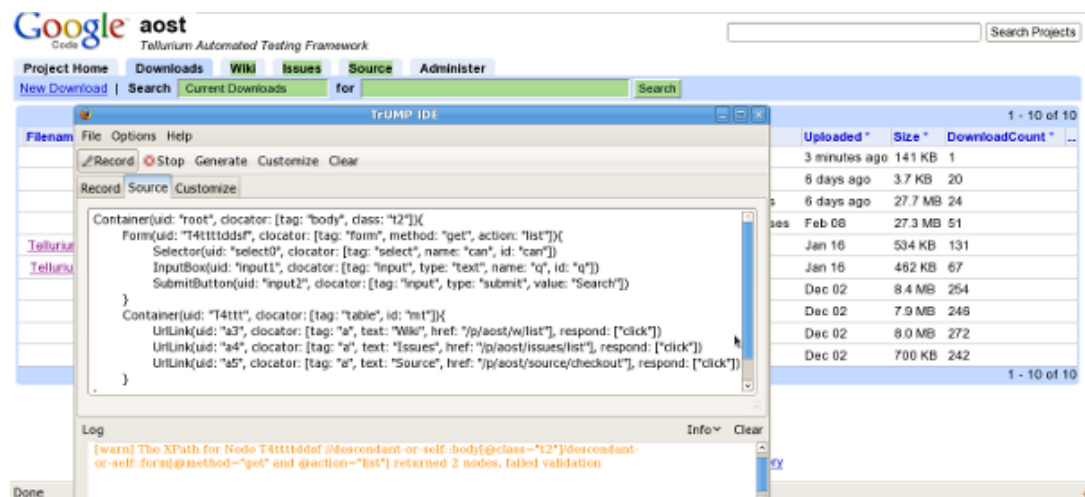 Google aost
Code
Tellurium Automated Testing Framework
Search Projects
Project Home Downloads Wiki Issues Source Administer
New Download | Search Current Downloads for Search
TrUMP IDE
1 - 10 of 10
Filenam
File Options Help
Uploaded Size DownloadCount ...
Record Stop Generate Customize Clear
3 minutes ago 141 KB 1
Record Source Customize
6 days ago 3.7 KB 20
6 days ago 27.7 MB 24
Feb 08 27.3 MB 51
Jan 16 534 KB 131
Jan 16 462 KB 67
Dec 02 8.4 MB 254
Dec 02 7.9 MB 246
Dec 02 8.0 MB 272
Dec 02 700 KB 242
1 - 10 of 10
Telluriu
Telluriu
Container(uid: "root", clocator: [tag: "body", class: "t2"]){
Form(uid: "T4ttttddsf", clocator: [tag: "form", method: "get", action: "list"]){
Selector(uid: "select0", clocator: [tag: "select", name: "can", id: "can"])
InputBox(uid: "input1", clocator: [tag: "input", type: "text", name: "q", id: "q"])
SubmitButton(uid: "input2", clocator: [tag: "input", type: "submit", value: "Search"])
}
Container(uid: "T4ttt", clocator: [tag: "table", id: "mt"]){
UrlLink(uid: "a3", clocator: [tag: "a", text: "Wiki", href: "/p/aost/w/list"], respond: ["click"])
UrlLink(uid: "a4", clocator: [tag: "a", text: "Issues", href: "/p/aost/issues/list"], respond: ["click"])
UrlLink(uid: "a5", clocator: [tag: "a", text: "Source", href: "/p/aost/source/checkout"], respond: ["click"])
}
Log Info Clear
[warn] The XPath for Node T4ttttddsf //descendant-or-self::body[@class="t2"]/descendant-
or-self::form[@method="get" and @action="list"] returned 2 nodes, failed validation
Done